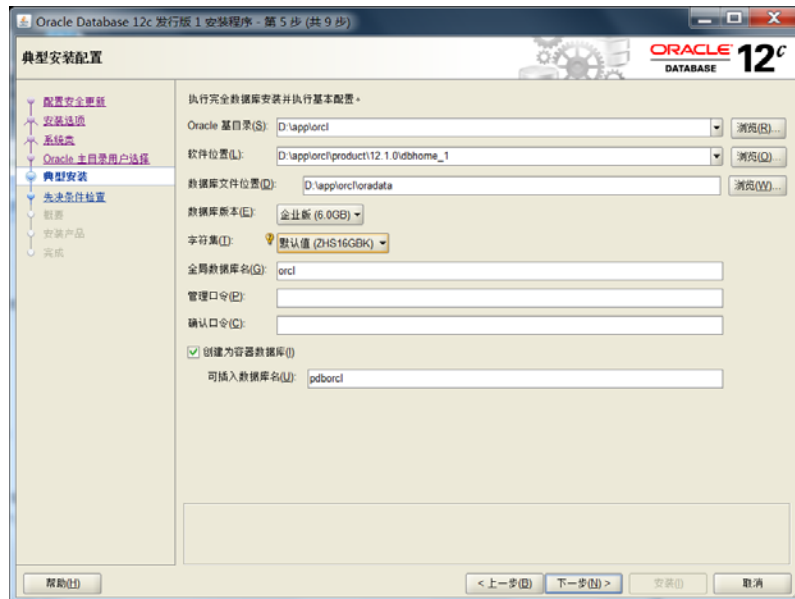 Oracle Database 12c 发行版 1 安装程序 - 第 5 步 (共 9 步)
典型安装配置
ORACLE
DATABASE
12c
配置安全更新
安装选项
系统类
Oracle 主目录用户选择
典型安装
先决条件检查
概要
安装产品
完成
执行完全数据库安装并执行基本配置。
Oracle 基目录(S): D:\app\orcl 浏览(R)...
软件位置(L): D:\app\orcl\product\12.1.0\dbhome_1 浏览(O)...
数据库文件位置(D): D:\app\orcl\oradata 浏览(W)...
数据库版本(E): 企业版 (6.0GB)
字符集(T): 默认值 (ZHS16GBK)
全局数据库名(G): orcl
管理口令(P):
确认口令(C):
创建为容器数据库(I)
可插入数据库名(U): pdborcl
帮助(H) < 上一步(B) 下一步(N) > 安装(I) 取消